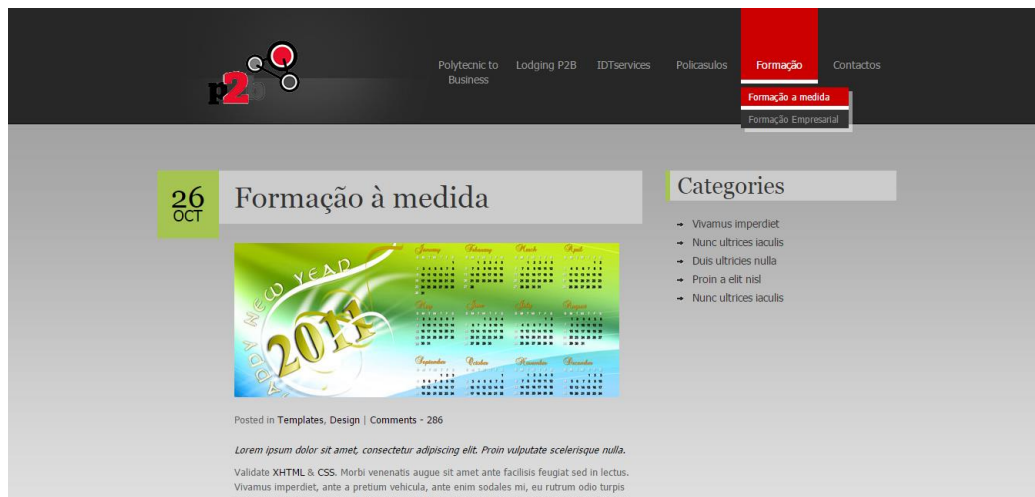 p2b
Polytecnic to
Business
Lodging P2B
IDTservices
Policasulos
Formação
Contactos
Formação a medida
Formação Empresarial
26
OCT
Formação à medida
HAPPY NEW YEAR
2011
January February March April
May June July August
September October November December
Posted in Templates, Design | Comments - 286
Lorem ipsum dolor sit amet, consectetur adipiscing elit. Proin vulputate scelerisque nulla.
Validate XHTML & CSS. Morbi venenatis augue sit amet ante facilisis feugiat sed in lectus.
Vivamus imperdiet, ante a pretium vehicula, ante enim sodales mi, eu rutrum odio turpis
Categories
Vivamus imperdiet
Nunc ultrices iaculis
Duis ultricies nulla
Proin a elit nisl
Nunc ultrices iaculis